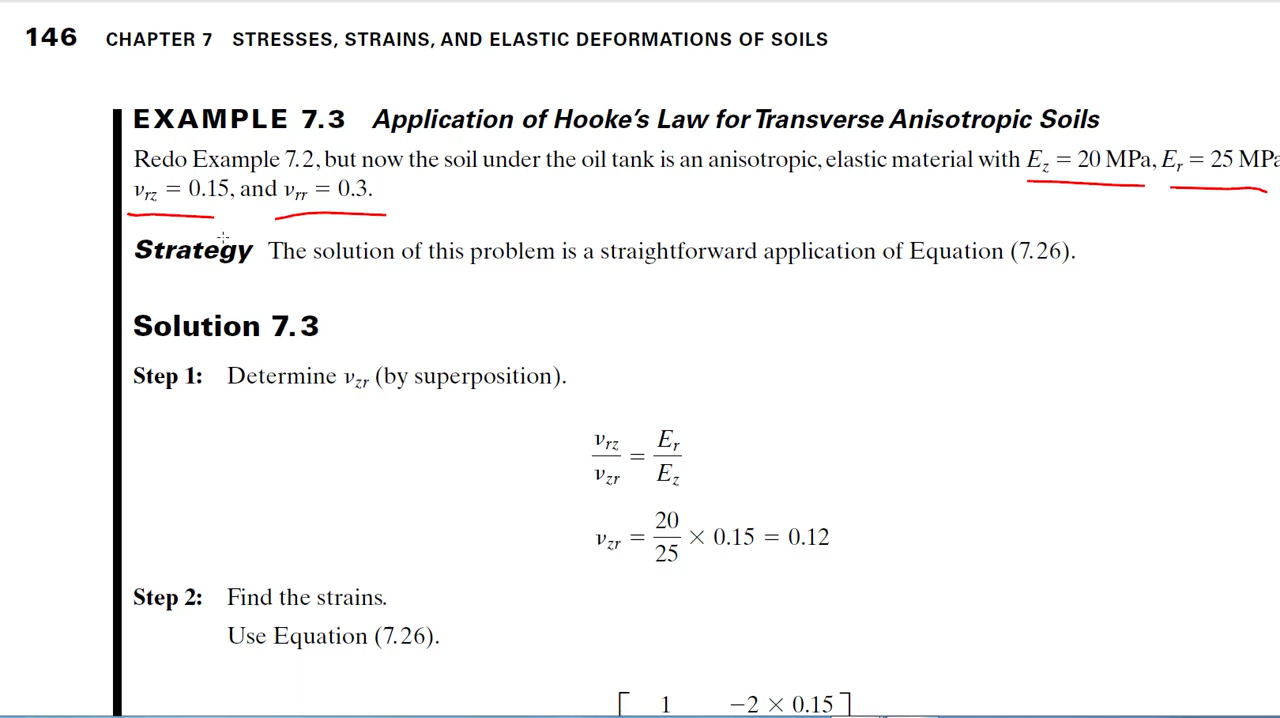 146 CHAPTER 7 STRESSES, STRAINS, AND ELASTIC DEFORMATIONS OF SOILS
EXAMPLE 7.3 Application of Hooke's Law for Transverse Anisotropic Soils
Redo Example 7.2, but now the soil under the oil tank is an anisotropic, elastic material with E_z = 20 MPa, E_r = 25 MPa
ν_rz = 0.15, and ν_rr = 0.3.
Strategy The solution of this problem is a straightforward application of Equation (7.26).
Solution 7.3
Step 1: Determine ν_zr (by superposition).
ν_rz / ν_zr = E_r / E_z
ν_zr = 20 / 25 × 0.15 = 0.12
Step 2: Find the strains.
Use Equation (7.26).
[ 1 −2 × 0.15 ]